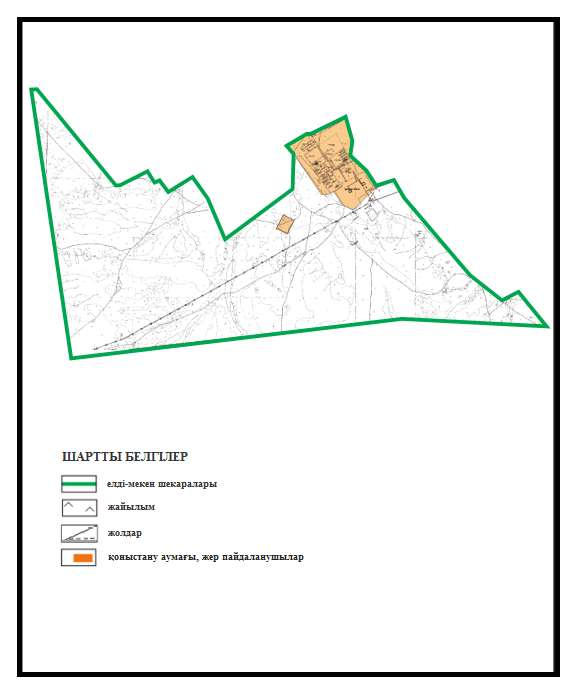 ШАРТТЫ БЕЛГІЛЕР
елді-мекен шекаралары
жайылым
жолдар
қоныстану аумағы, жер пайдаланушылар